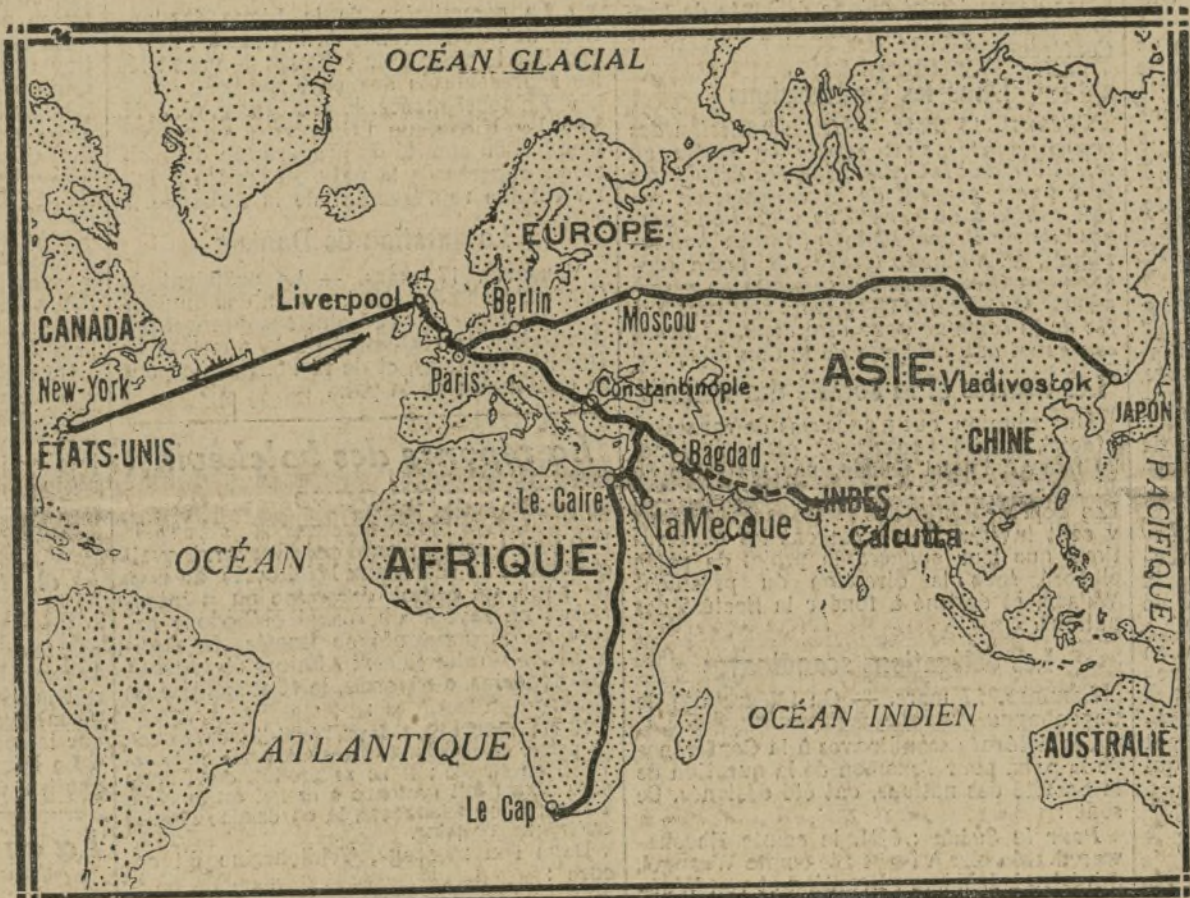 OCÉAN GLACIAL
EUROPE
Liverpool
Berlin
Moscou
CANADA
ASIE
New-York
Paris
Constantinople
Vladivostok
JAPON
ETATS-UNIS
CHINE
Bagdad
Le Caire
INDES
PACIFIQUE
la Mecque
Calcutta
OCÉAN
AFRIQUE
OCÉAN INDIEN
ATLANTIQUE
AUSTRALIE
Le Cap